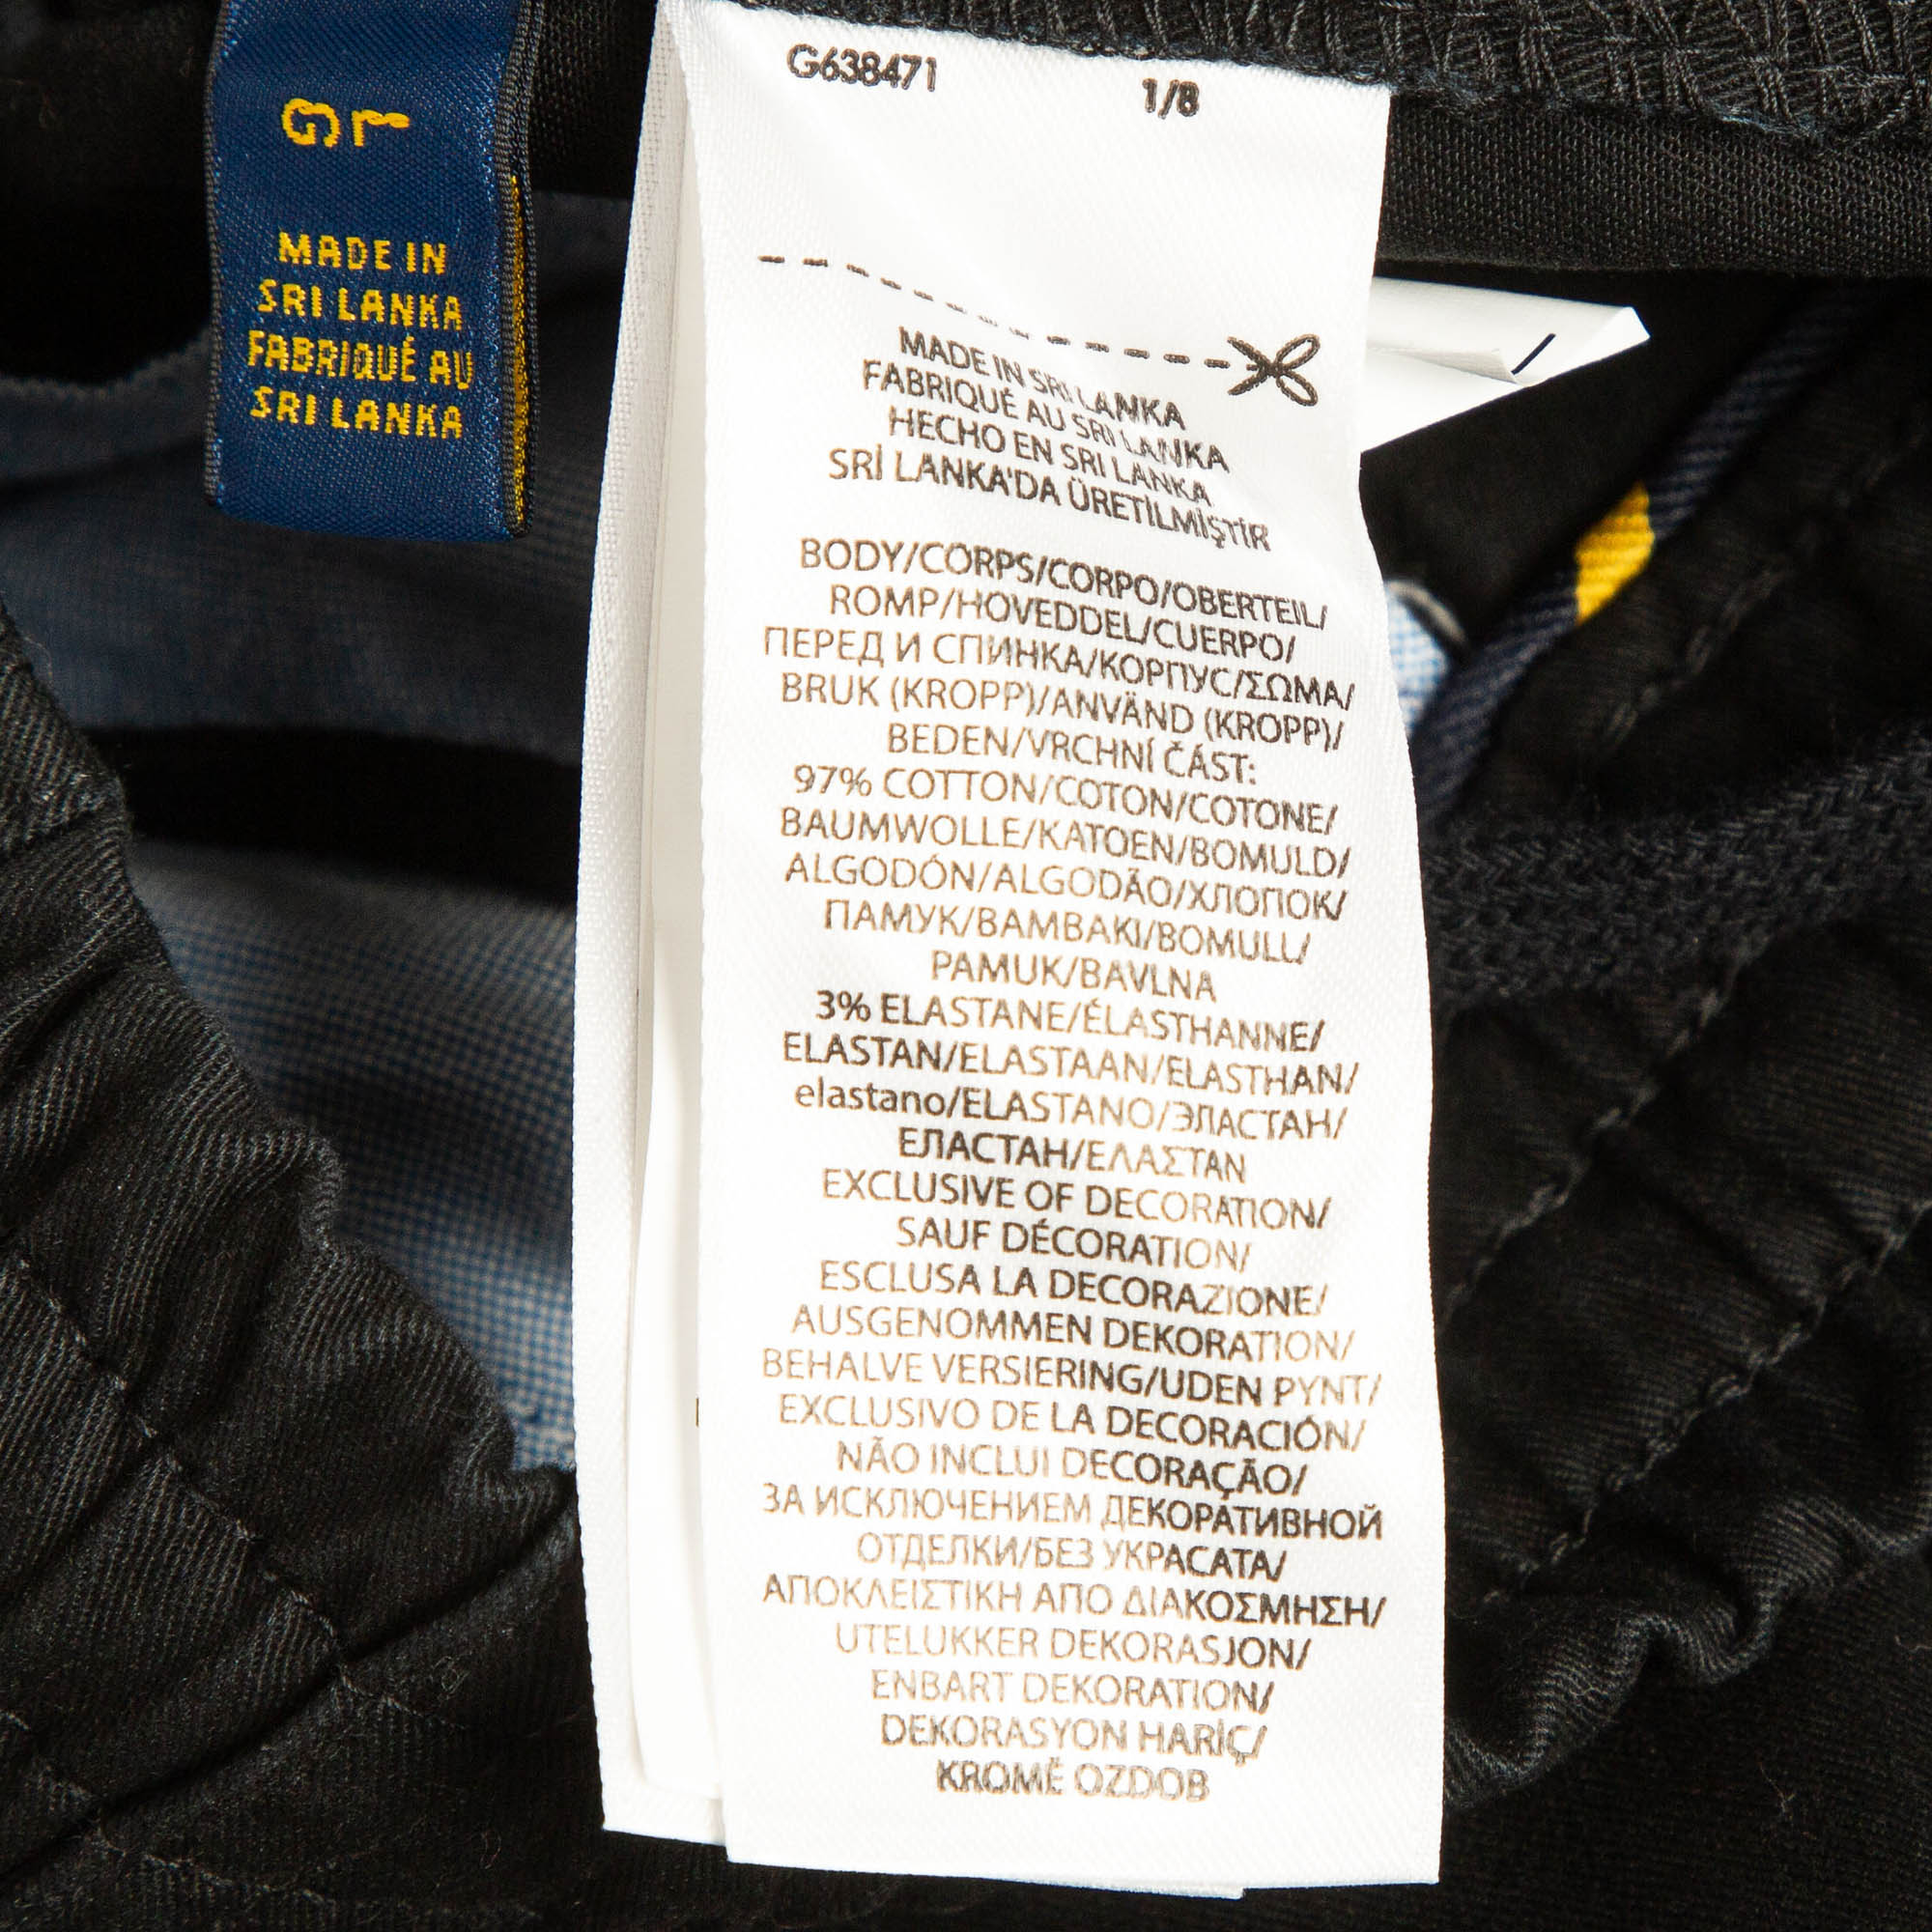 MADE IN
SRI LANKA
FABRIQUÉ AU
SRI LANKA
G638471 1/8
MADE IN SRI LANKA
FABRIQUÉ AU SRI LANKA
HECHO EN SRI LANKA
SRİ LANKA'DA ÜRETİLMİŞTİR
BODY/CORPS/CORPO/OBERTEIL/
ROMP/HOVEDDEL/CUERPO/
ПЕРЕД И СПИНКА/КОРПУС/ΣΩΜΑ/
BRUK (KROPP)/ANVÄND (KROPP)/
BEDEN/VRCHNÍ ČÁST:
97% COTTON/COTON/COTONE/
BAUMWOLLE/KATOEN/BOMULD/
ALGODÓN/ALGODÃO/ХЛОПОК/
ПАМУК/ΒΑΜΒΑΚΙ/BOMULL/
PAMUK/BAVLNA
3% ELASTANE/ÉLASTHANNE/
ELASTAN/ELASTAAN/ELASTHAN/
elastano/ELASTANO/ЭЛАСТАН/
ЕЛАСТАН/ΕΛΑΣΤΑΝ
EXCLUSIVE OF DECORATION/
SAUF DÉCORATION/
ESCLUSA LA DECORAZIONE/
AUSGENOMMEN DEKORATION/
BEHALVE VERSIERING/UDEN PYNT/
EXCLUSIVO DE LA DECORACIÓN/
NÃO INCLUI DECORAÇÃO/
ЗА ИСКЛЮЧЕНИЕМ ДЕКОРАТИВНОЙ
ОТДЕЛКИ/БЕЗ УКРАСАТА/
ΑΠΟΚΛΕΙΣΤΙΚΗ ΑΠΟ ΔΙΑΚΟΣΜΗΣΗ/
UTELUKKER DEKORASJON/
ENBART DEKORATION/
DEKORASYON HARİÇ/
KROMĚ OZDOB